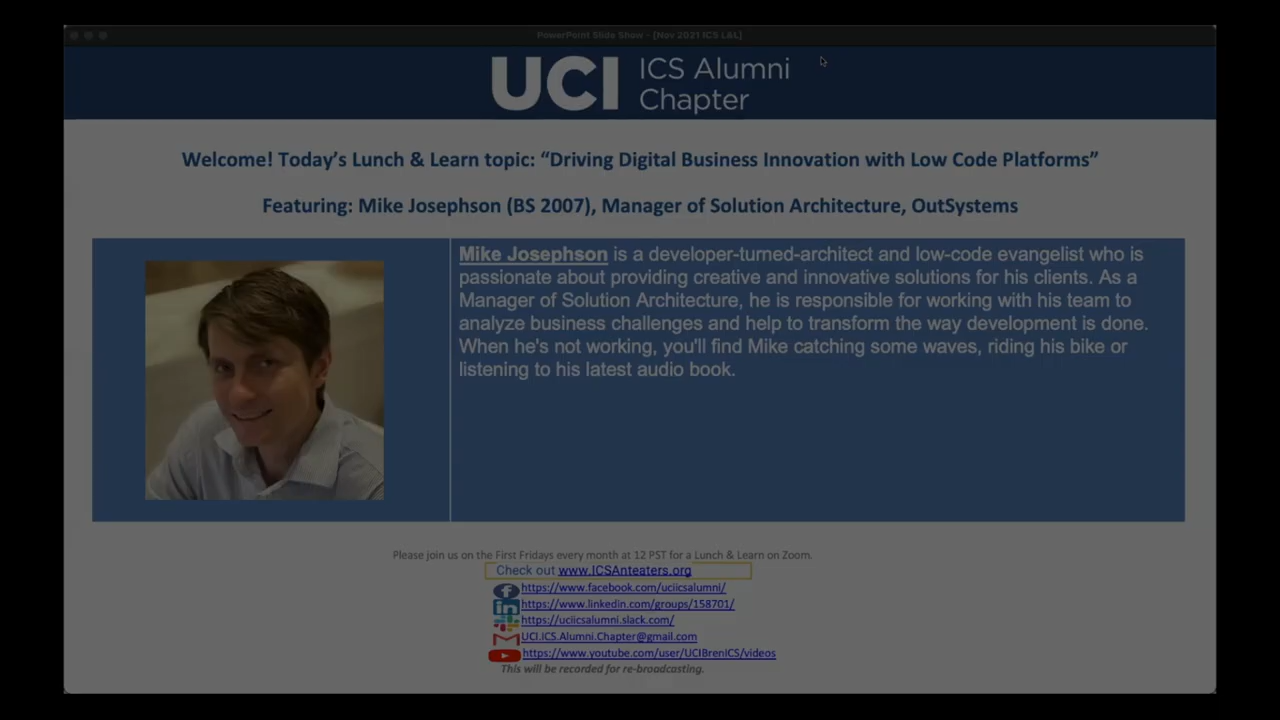 PowerPoint Slide Show - [Nov 2021 ICS L&L]
UCI ICS Alumni
Chapter
Welcome! Today's Lunch & Learn topic: “Driving Digital Business Innovation with Low Code Platforms”
Featuring: Mike Josephson (BS 2007), Manager of Solution Architecture, OutSystems
Mike Josephson is a developer-turned-architect and low-code evangelist who is
passionate about providing creative and innovative solutions for his clients. As a
Manager of Solution Architecture, he is responsible for working with his team to
analyze business challenges and help to transform the way development is done.
When he's not working, you'll find Mike catching some waves, riding his bike or
listening to his latest audio book.
Please join us on the First Fridays every month at 12 PST for a Lunch & Learn on Zoom.
Check out www.ICSAnteaters.org
https://www.facebook.com/uciicsalumni/
https://www.linkedin.com/groups/158701/
https://uciicsalumni.slack.com/
UCI.ICS.Alumni.Chapter@gmail.com
https://www.youtube.com/user/UCIBrenICS/videos
This will be recorded for re-broadcasting.